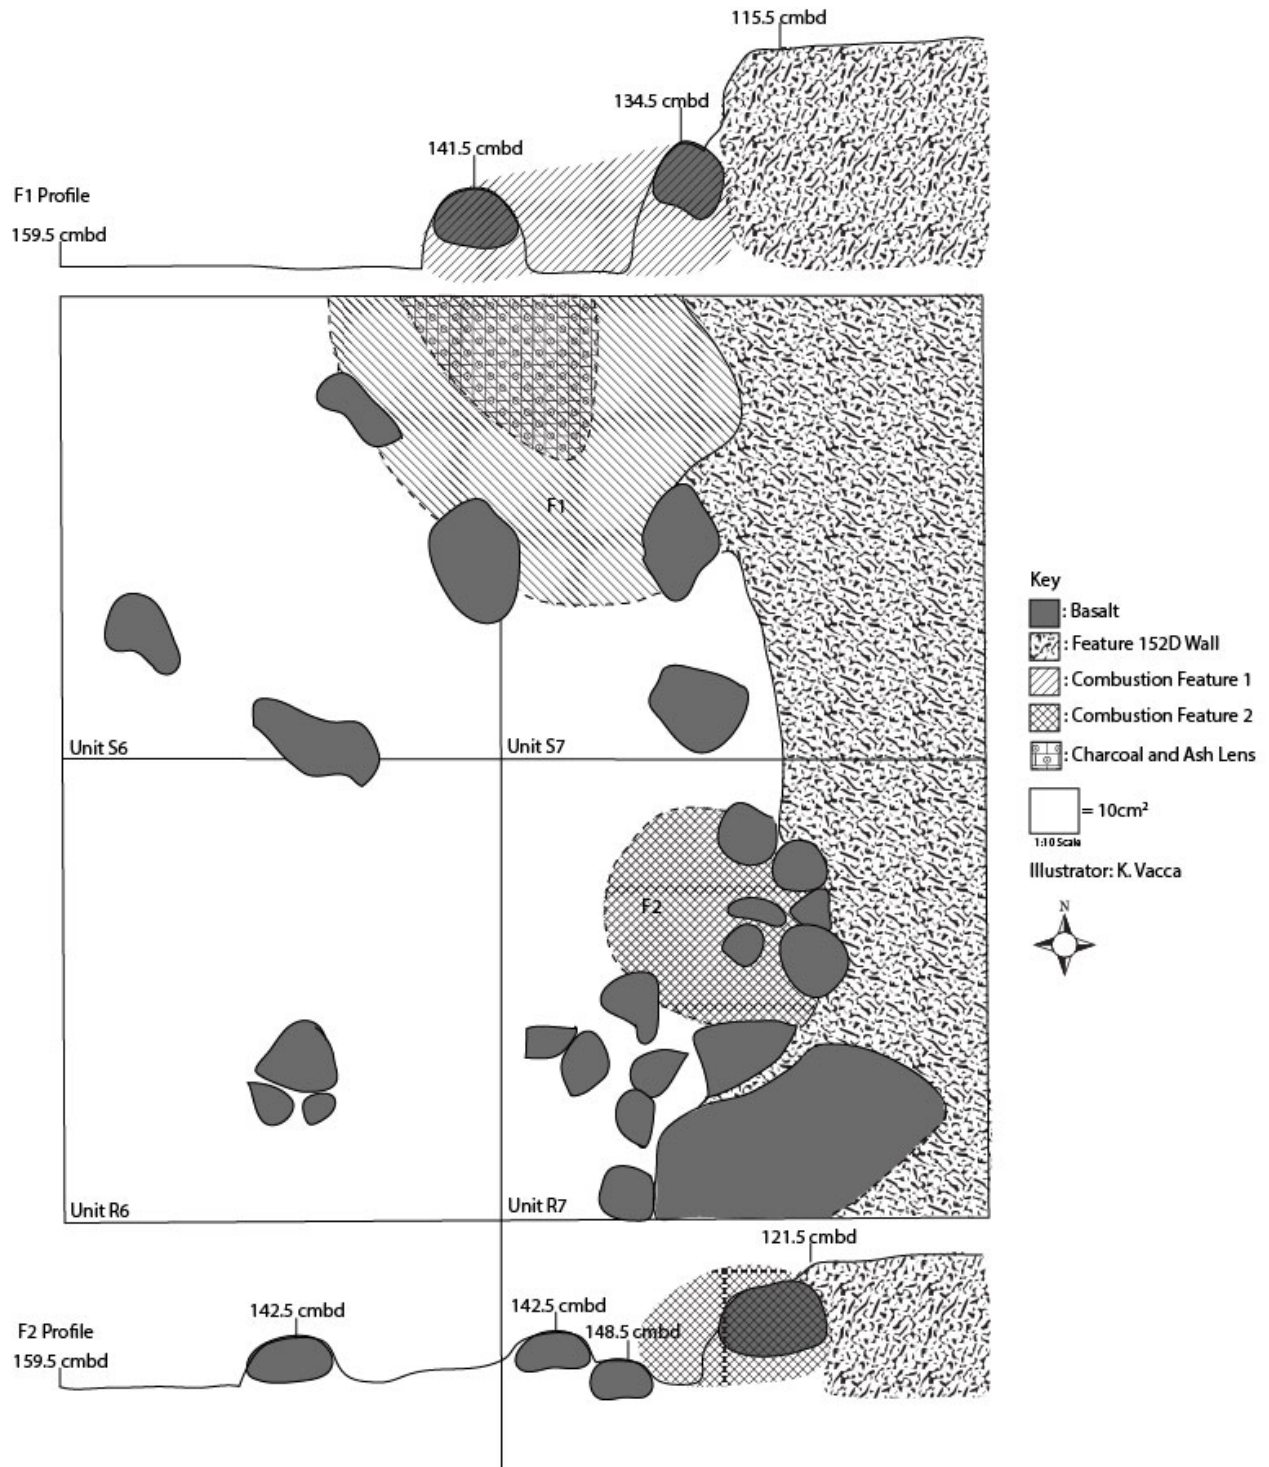 115.5 cmbd
134.5 cmbd
141.5 cmbd
F1 Profile
159.5 cmbd
F1
Unit S6
Unit S7
F2
Unit R6
Unit R7
Key
: Basalt
: Feature 152D Wall
: Combustion Feature 1
: Combustion Feature 2
: Charcoal and Ash Lens
= 10cm²
1:10 Scale
Illustrator: K. Vacca
N
121.5 cmbd
142.5 cmbd
142.5 cmbd
148.5 cmbd
F2 Profile
159.5 cmbd